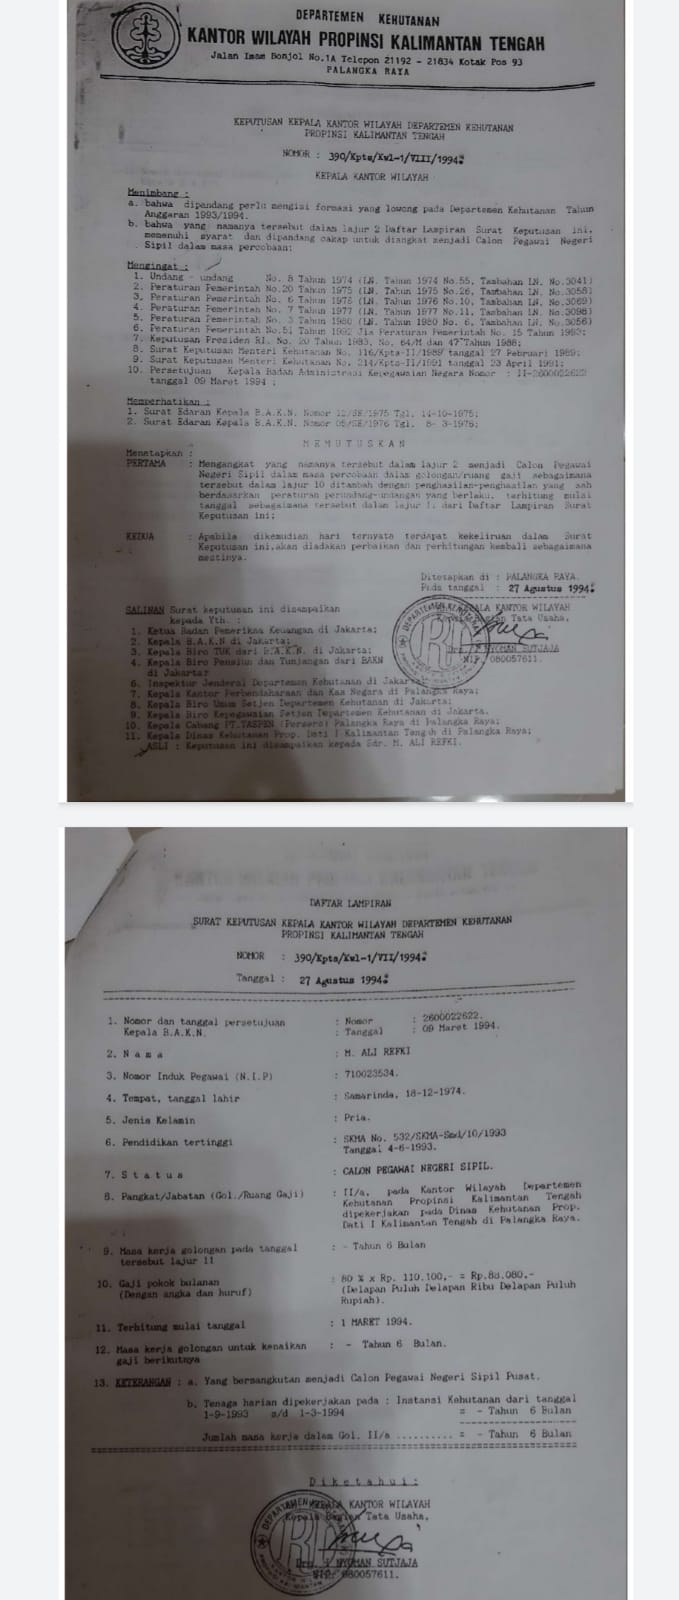 DEPARTEMEN KEHUTANAN
KANTOR WILAYAH PROPINSI KALIMANTAN TENGAH
Jalan Imam Bonjol No.1A Telepon 21192 - 21834 Kotak Pos 93
PALANGKA RAYA
KEPUTUSAN KEPALA KANTOR WILAYAH DEPARTEMEN KEHUTANAN
PROPINSI KALIMANTAN TENGAH
NOMOR : 390/Kpts/Kwl-1/VIII/1994.
KEPALA KANTOR WILAYAH
Menimbang :
a. bahwa dipandang perlu mengisi formasi yang lowong pada Departemen Kehutanan Tahun
Anggaran 1993/1994.
b. bahwa yang namanya tersebut dalam lajur 2 Daftar Lampiran Surat Keputusan ini,
memenuhi syarat dan dipandang cakap untuk diangkat menjadi Calon Pegawai Negeri
Sipil dalam masa percobaan;
Mengingat :
1. Undang - undang No. 8 Tahun 1974 (LN. Tahun 1974 No.55, Tambahan LN. No.3041)
2. Peraturan Pemerintah No.20 Tahun 1975 (LN. Tahun 1975 No.26, Tambahan LN. No.3058)
3. Peraturan Pemerintah No. 6 Tahun 1976 (LN. Tahun 1976 No.10, Tambahan LN. No.3069)
4. Peraturan Pemerintah No. 7 Tahun 1977 (LN. Tahun 1977 No.11, Tambahan LN. No.3098)
5. Peraturan Pemerintah No. 3 Tahun 1980 (LN. Tahun 1980 No. 6, Tambahan LN. No.3056)
6. Peraturan Pemerintah No.51 Tahun 1992 Jis Peraturan Pemerintah No. 15 Tahun 1993;
7. Keputusan Presiden RI. No. 20 Tahun 1983, No. 64/M dan 47 Tahun 1988;
8. Surat Keputusan Menteri Kehutanan No. 116/Kpts-II/1989 tanggal 27 Pebruari 1989;
9. Surat Keputusan Menteri Kehutanan No. 214/Kpts-II/1991 tanggal 23 April 1991;
10. Persetujuan Kepala Badan Administrasi Kepegawaian Negara Nomor : II-2600022622
tanggal 09 Maret 1994 ;
Memperhatikan :
1. Surat Edaran Kepala B.A.K.N. Nomor 12/SE/1975 Tgl. 14-10-1975;
2. Surat Edaran Kepala B.A.K.N. Nomor 05/SE/1976 Tgl. 8- 3-1976;
M E M U T U S K A N
Menetapkan :
PERTAMA : Mengangkat yang namanya tersebut dalam lajur 2 menjadi Calon Pegawai
Negeri Sipil dalam masa percobaan dalam golongan/ruang gaji sebagaimana
tersebut dalam lajur 10 ditambah dengan penghasilan-penghasilan yang sah
berdasarkan peraturan perundang-undangan yang berlaku, terhitung mulai
tanggal sebagaimana tersebut dalam lajur 1, dari Daftar Lampiran Surat
Keputusan ini;
KEDUA : Apabila dikemudian hari ternyata terdapat kekeliruan dalam Surat
Keputusan ini,akan diadakan perbaikan dan perhitungan kembali sebagaimana
mestinya.
Ditetapkan di : PALANGKA RAYA.
Pada tanggal : 27 Agustus 1994.
KEPALA KANTOR WILAYAH
Kepala Bagian Tata Usaha,
Drs. I NYOMAN SUTJAJA
NIP. 080057611.
SALINAN Surat keputusan ini disampaikan
kepada Yth. :
1. Ketua Badan Pemeriksa Keuangan di Jakarta;
2. Kepala B.A.K.N di Jakarta;
3. Kepala Biro TUK dari B.A.K.N. di Jakarta;
4. Kepala Biro Pensiun dan Tunjangan dari BAKN
di Jakarta;
6. Inspektur Jenderal Departemen Kehutanan di Jakarta;
7. Kepala Kantor Perbendaharaan dan Kas Negara di Palangka Raya;
8. Kepala Biro Umum Setjen Departemen Kehutanan di Jakarta;
9. Kepala Biro Kepegawaian Setjen Departemen Kehutanan di Jakarta.
10. Kepala Cabang PT.TASPEN (Persero) Palangka Raya di Palangka Raya;
11. Kepala Dinas Kehutanan Prop. Dati I Kalimantan Tengah di Palangka Raya;
ASLI : Keputusan ini disampaikan kepada Sdr. M. ALI REFKI.
DAFTAR LAMPIRAN
SURAT KEPUTUSAN KEPALA KANTOR WILAYAH DEPARTEMEN KEHUTANAN
PROPINSI KALIMANTAN TENGAH
NOMOR : 390/Kpts/Kwl-1/VII/1994.
Tanggal : 27 Agustus 1994.
1. Nomor dan tanggal persetujuan : Nomor : 2600022622.
Kepala B.A.K.N. : Tanggal : 09 Maret 1994.
2. N a m a : M. ALI REFKI
3. Nomor Induk Pegawai (N.I.P) : 710023534.
4. Tempat, tanggal lahir : Samarinda, 18-12-1974.
5. Jenis Kelamin : Pria.
6. Pendidikan tertinggi : SKMA No. 532/SKMA-Smd/10/1993
Tanggal 4-6-1993.
7. S t a t u s : CALON PEGAWAI NEGERI SIPIL.
8. Pangkat/Jabatan (Gol./Ruang Gaji) : II/a, pada Kantor Wilayah Departemen
Kehutanan Propinsi Kalimantan Tengah
dipekerjakan pada Dinas Kehutanan Prop.
Dati I Kalimantan Tengah di Palangka Raya.
9. Masa kerja golongan pada tanggal : - Tahun 6 Bulan
tersebut lajur 11
10. Gaji pokok bulanan : 80 % x Rp. 110.100,- = Rp.88.080,-
(Dengan angka dan huruf) (Delapan Puluh Delapan Ribu Delapan Puluh
Rupiah).
11. Terhitung mulai tanggal : 1 MARET 1994.
12. Masa kerja golongan untuk kenaikan : - Tahun 6 Bulan.
gaji berikutnya
13. KETERANGAN : a. Yang bersangkutan menjadi Calon Pegawai Negeri Sipil Pusat.
b. Tenaga harian dipekerjakan pada : Instansi Kehutanan dari tanggal
1-9-1993 s/d 1-3-1994 = - Tahun 6 Bulan
Jumlah masa kerja dalam Gol. II/a .......... = - Tahun 6 Bulan
D i k e t a h u i :
KEPALA KANTOR WILAYAH
Kepala Bagian Tata Usaha,
Drs. I NYOMAN SUTJAJA
NIP. 080057611.